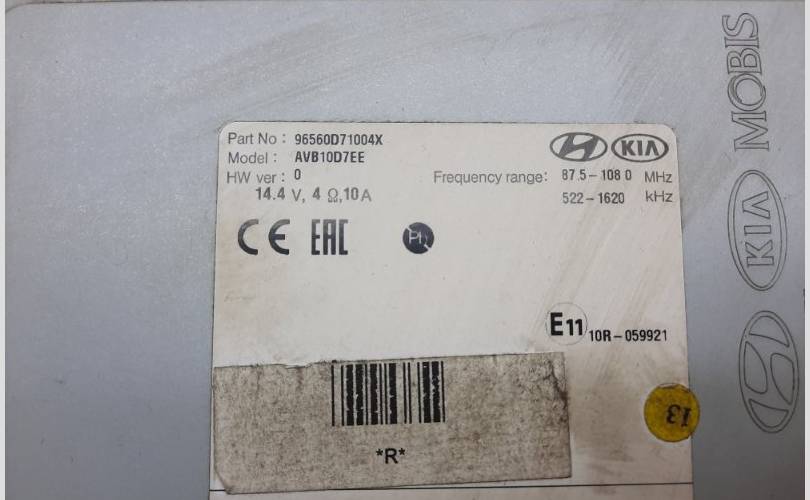 Part No : 96560D71004X
Model : AVB10D7EE
HW ver : 0
14.4 V, 4 Ω,10A
KIA
Frequency range: 87.5-108 0 MHz
522-1620 kHz
CE EAC
E11 10R-059921
*R*
13
MOBIS
KIA